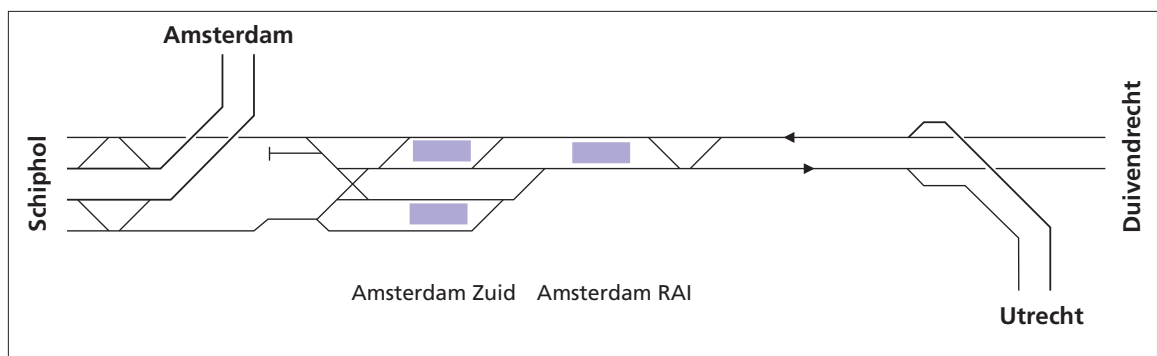 Amsterdam
Schiphol
Duivendrecht
Amsterdam Zuid
Amsterdam RAI
Utrecht